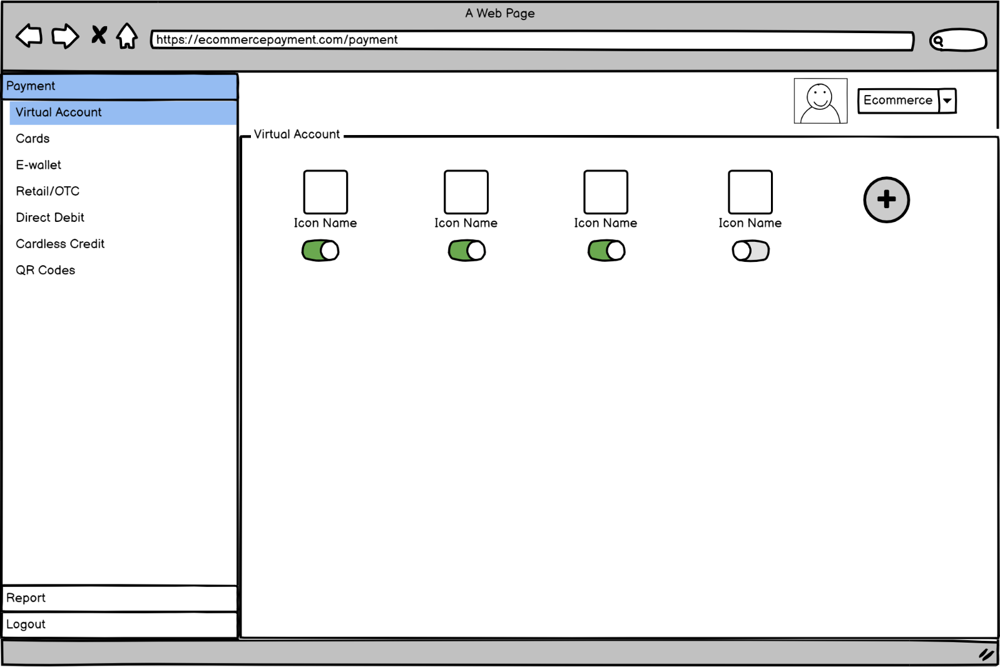 A Web Page
https://ecommercepayment.com/payment
Payment
Virtual Account
Cards
E-wallet
Retail/OTC
Direct Debit
Cardless Credit
QR Codes
Report
Logout
Ecommerce
Virtual Account
Icon Name
Icon Name
Icon Name
Icon Name